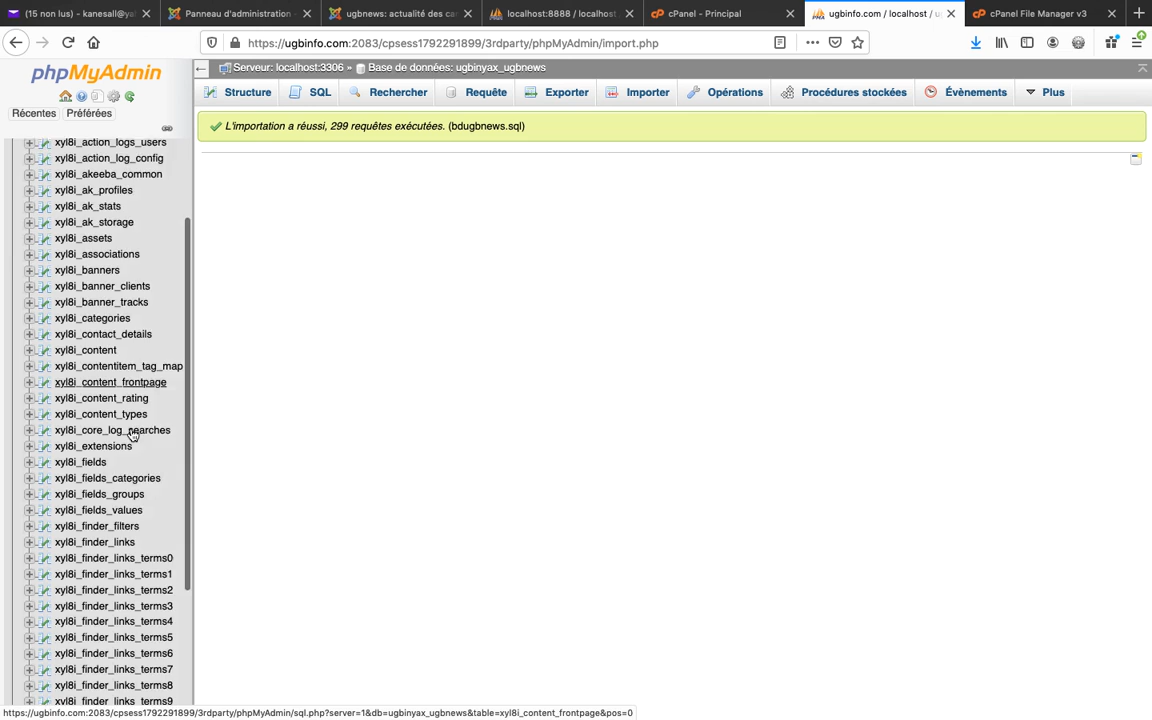 (15 non lus) - kanesall@ya
Panneau d'administration -
ugbnews: actualité des ca
localhost:8888 / localhost
cPanel - Principal
ugbinfo.com / localhost / u
cPanel File Manager v3
https://ugbinfo.com:2083/cpsess1792291899/3rdparty/phpMyAdmin/import.php
phpMyAdmin
Récentes Préférées
Serveur: localhost:3306 » Base de données: ugbinyax_ugbnews
Structure SQL Rechercher Requête Exporter Importer Opérations Procédures stockées Évènements Plus
L'importation a réussi, 299 requêtes exécutées. (bdugbnews.sql)
xyl8i_action_logs_users
xyl8i_action_log_config
xyl8i_akeeba_common
xyl8i_ak_profiles
xyl8i_ak_stats
xyl8i_ak_storage
xyl8i_assets
xyl8i_associations
xyl8i_banners
xyl8i_banner_clients
xyl8i_banner_tracks
xyl8i_categories
xyl8i_contact_details
xyl8i_content
xyl8i_contentitem_tag_map
xyl8i_content_frontpage
xyl8i_content_rating
xyl8i_content_types
xyl8i_core_log_searches
xyl8i_extensions
xyl8i_fields
xyl8i_fields_categories
xyl8i_fields_groups
xyl8i_fields_values
xyl8i_finder_filters
xyl8i_finder_links
xyl8i_finder_links_terms0
xyl8i_finder_links_terms1
xyl8i_finder_links_terms2
xyl8i_finder_links_terms3
xyl8i_finder_links_terms4
xyl8i_finder_links_terms5
xyl8i_finder_links_terms6
xyl8i_finder_links_terms7
xyl8i_finder_links_terms8
xyl8i_finder_links_terms9
https://ugbinfo.com:2083/cpsess1792291899/3rdparty/phpMyAdmin/sql.php?server=1&db=ugbinyax_ugbnews&table=xyl8i_content_frontpage&pos=0